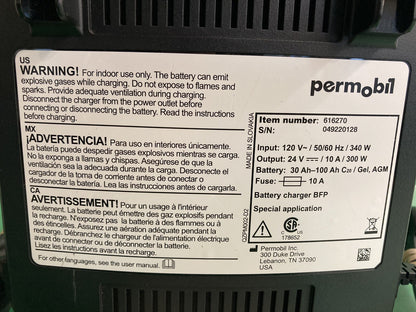 US
WARNING! For indoor use only. The battery can emit
explosive gases while charging. Do not expose to flames and
sparks. Provide adequate ventilation during charging.
Disconnect the charger from the power outlet before
connecting or disconnecting the battery.
Read the instructions before charging.
MX
¡ADVERTENCIA! Para uso en interiores únicamente.
La batería puede despedir gases explosivos mientras se carga.
No la exponga a llamas y chispas. Asegúrese de que la
ventilación sea la adecuada durante la carga. Desconecte el
cargador de la toma de corriente antes de conectar o desconectar
la batería. Lea las instrucciones antes de cargarla.
CA
AVERTISSEMENT! Pour un usage à l'intérieur
seulement. La batterie peut émettre des gaz explosifs pendant
la recharge. N'exposez pas la batterie à des flammes ou à
des étincelles. Assurez une aération adéquate pendant la
recharge. Débranchez le chargeur de l'alimentation électrique
avant de connecter ou de déconnecter la batterie.
Lisez les instructions avant la recharge.
For other languages, see the user manual.
permobil
Item number: 616270
S/N: 049220128
Input: 120 V~ / 50/60 Hz / 340 W
Output: 24 V / 10 A / 300 W
Battery: 30 Ah–100 Ah C20 / Gel, AGM
Fuse: 10 A
Battery charger BFP
Special application
SA
C US
178652
Permobil Inc.
300 Duke Drive
Lebanon, TN 37090
USA
MADE IN SLOVAKIA